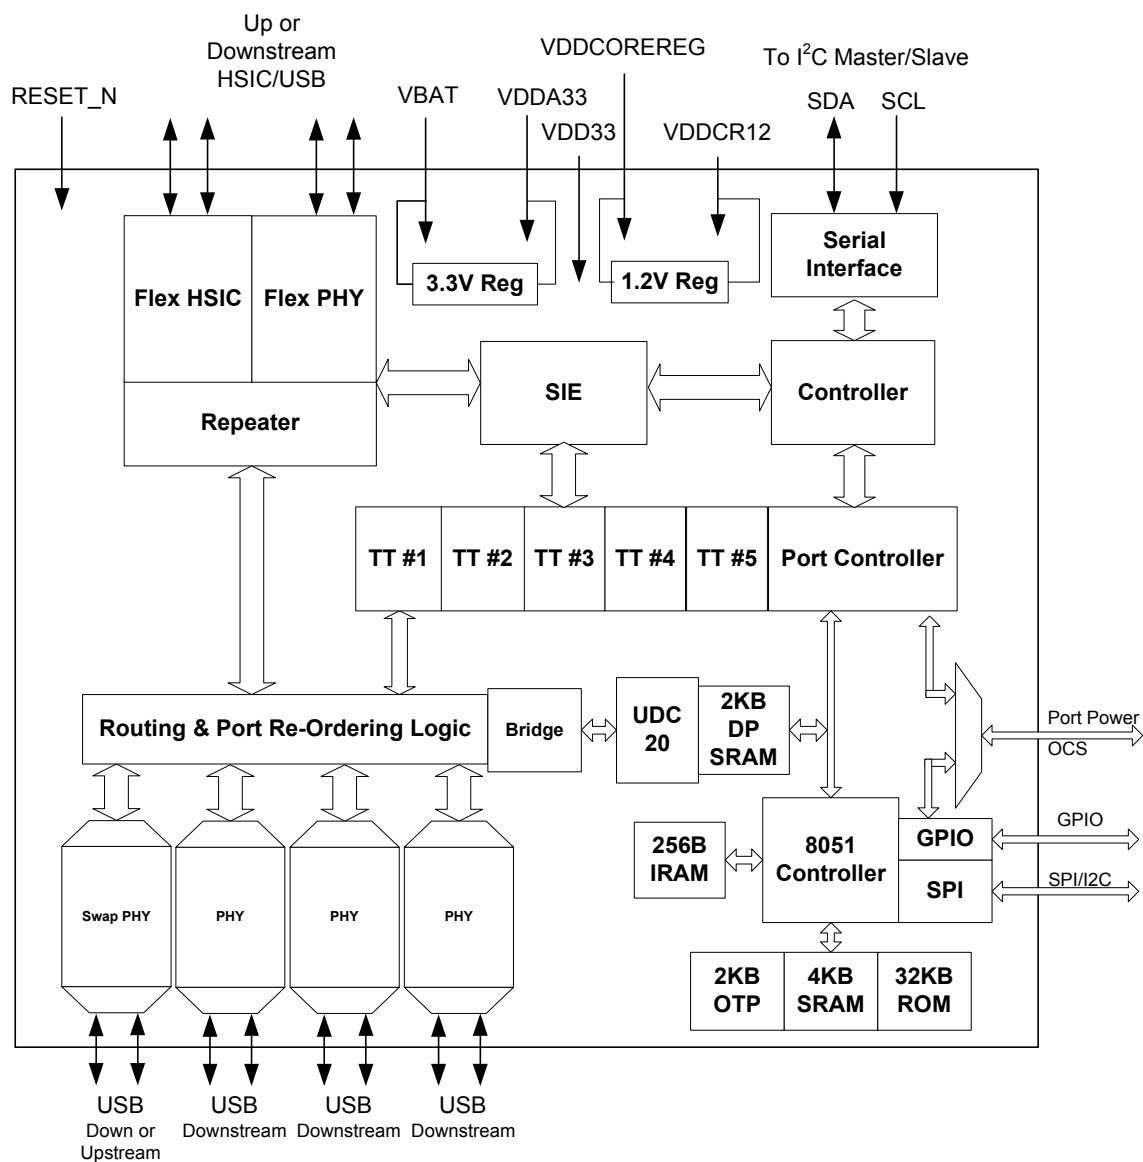 Up or
Downstream
HSIC/USB
RESET_N
VBAT
VDDA33
VDDCOREREG
VDD33
VDDCR12
To I²C Master/Slave
SDA
SCL
Flex HSIC
Flex PHY
Repeater
3.3V Reg
1.2V Reg
Serial
Interface
SIE
Controller
TT #1
TT #2
TT #3
TT #4
TT #5
Port Controller
Routing & Port Re-Ordering Logic
Bridge
UDC
20
2KB
DP
SRAM
Port Power
OCS
256B
IRAM
8051
Controller
GPIO
SPI
GPIO
SPI/I2C
2KB
OTP
4KB
SRAM
32KB
ROM
Swap PHY
PHY
PHY
PHY
USB
Down or
Upstream
USB
Downstream
USB
Downstream
USB
Downstream